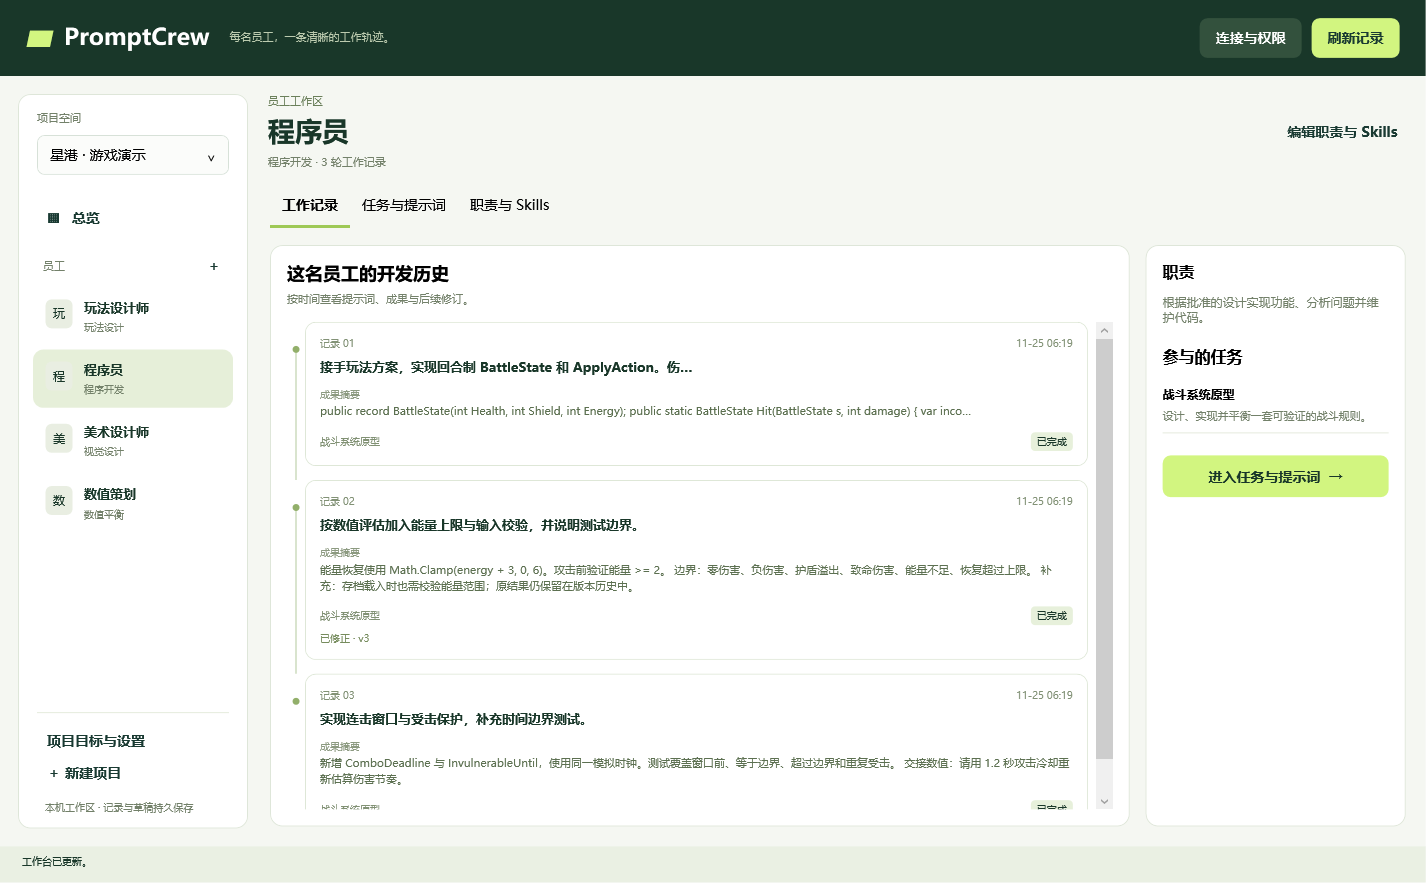 PromptCrew
每名员工，一条清晰的工作轨迹。
连接与权限
刷新记录
项目空间
星港 · 游戏演示
总览
员工
+
玩 玩法设计师
玩法设计
程 程序员
程序开发
美 美术设计师
视觉设计
数 数值策划
数值平衡
项目目标与设置
+ 新建项目
本机工作区 · 记录与草稿持久保存
员工工作区
程序员
程序开发 · 3 轮工作记录
编辑职责与 Skills
工作记录 任务与提示词 职责与 Skills
这名员工的开发历史
按时间查看提示词、成果与后续修订。
记录 01 11-25 06:19
接手玩法方案，实现回合制 BattleState 和 ApplyAction。伤...
成果摘要
public record BattleState(int Health, int Shield, int Energy); public static BattleState Hit(BattleState s, int damage) { var inco...
战斗系统原型 已完成
记录 02 11-25 06:19
按数值评估加入能量上限与输入校验，并说明测试边界。
成果摘要
能量恢复使用 Math.Clamp(energy + 3, 0, 6)。攻击前验证能量 >= 2。 边界：零伤害、负伤害、护盾溢出、致命伤害、能量不足、恢复超过上限。 补
充：存档载入时也需校验能量范围；原结果仍保留在版本历史中。
战斗系统原型 已完成
已修正 · v3
记录 03 11-25 06:19
实现连击窗口与受击保护，补充时间边界测试。
成果摘要
新增 ComboDeadline 与 InvulnerableUntil，使用同一模拟时钟。测试覆盖窗口前、等于边界、超过边界和重复受击。 交接数值：请用 1.2 秒攻击冷却重
新估算伤害节奏。
战斗系统原型 已完成
职责
根据批准的设计实现功能、分析问题并维
护代码。
参与的任务
战斗系统原型
设计、实现并平衡一套可验证的战斗规则。
进入任务与提示词 →
工作台已更新。